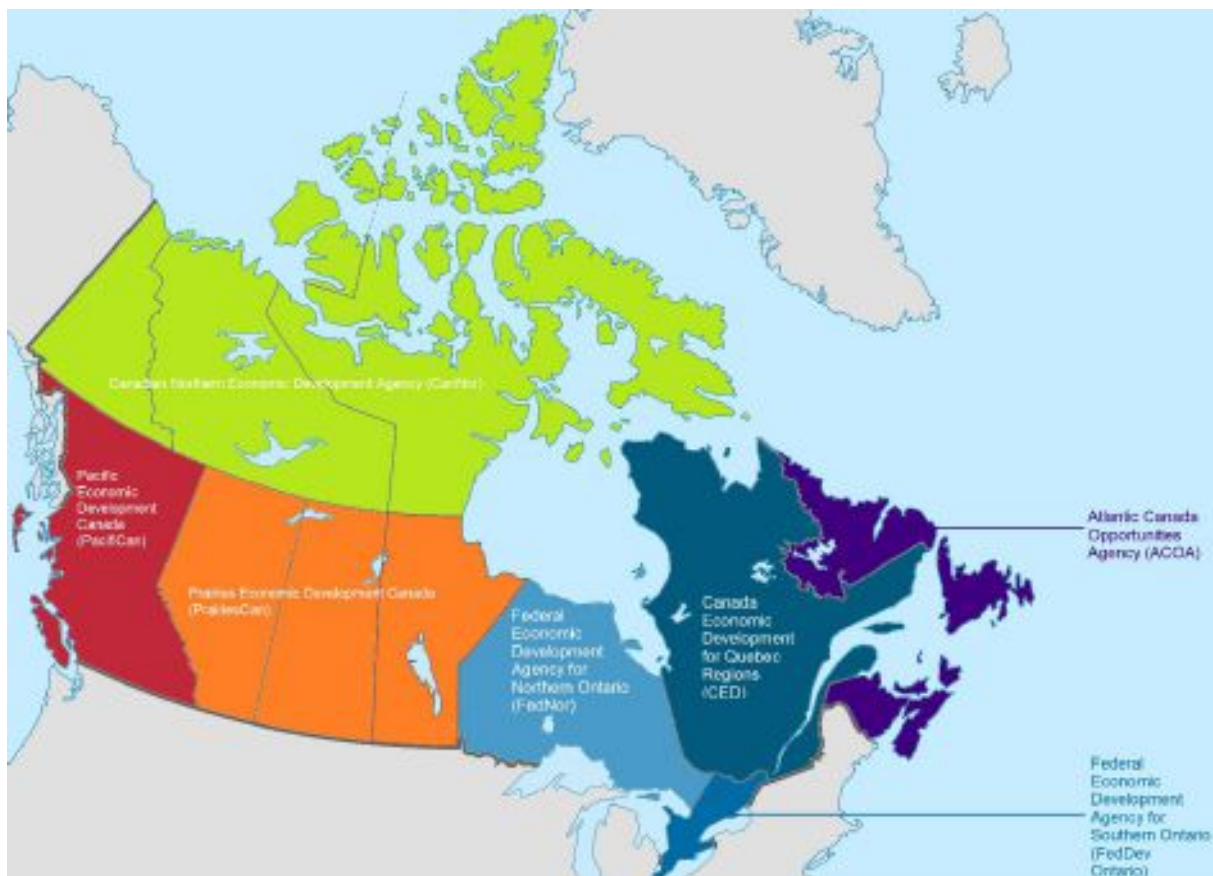 Canadian Northern Economic Development Agency (CanNor)
Pacific
Economic
Development
Canada
(PacifiCan)
Prairies Economic Development Canada
(PrairiesCan)
Federal
Economic
Development
Agency for
Northern Ontario
(FedNor)
Canada
Economic
Development
for Quebec
Regions
(CED)
Atlantic Canada
Opportunities
Agency (ACOA)
Federal
Economic
Development
Agency for
Southern Ontario
(FedDev
Ontario)